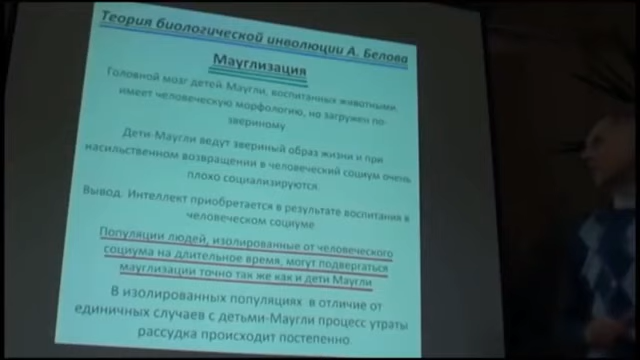 Теория биологической инволюции А. Белова
Мауглизация
Головной мозг детей Маугли, воспитанных животными,
имеет человеческую морфологию, но загружен по-
звериному
Дети-Маугли ведут звериный образ жизни и при
насильственном возвращении в человеческий социум очень
плохо социализируются.
Вывод. Интеллект приобретается в результате воспитания в
человеческом социуме
Популяции людей, изолированные от человеческого
социума на длительное время, могут подвергаться
мауглизации точно так же как и дети Маугли
В изолированных популяциях в отличие от
единичных случаев с детьми-Маугли процесс утраты
рассудка происходит постепенно.